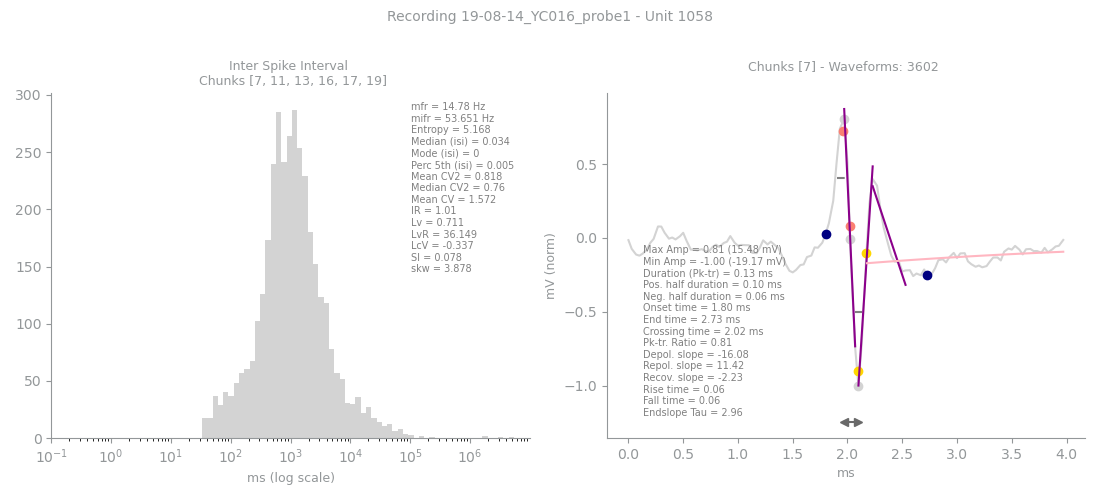 Recording 19-08-14_YC016_probe1 - Unit 1058
Inter Spike Interval
Chunks [7, 11, 13, 16, 17, 19]
300
250
200
150
100
50
0
mfr = 14.78 Hz
mifr = 53.651 Hz
Entropy = 5.168
Median (isi) = 0.034
Mode (isi) = 0
Perc 5th (isi) = 0.005
Mean CV2 = 0.818
Median CV2 = 0.76
Mean CV = 1.572
IR = 1.01
Lv = 0.711
LvR = 36.149
LcV = -0.337
SI = 0.078
skw = 3.878
10⁻¹ 10⁰ 10¹ 10² 10³ 10⁴ 10⁵ 10⁶
ms (log scale)
Chunks [7] - Waveforms: 3602
mV (norm)
0.5
0.0
−0.5
−1.0
Max Amp = 0.81 (15.48 mV)
Min Amp = -1.00 (-19.17 mV)
Duration (Pk-tr) = 0.13 ms
Pos. half duration = 0.10 ms
Neg. half duration = 0.06 ms
Onset time = 1.80 ms
End time = 2.73 ms
Crossing time = 2.02 ms
Pk-tr. Ratio = 0.81
Depol. slope = -16.08
Repol. slope = 11.42
Recov. slope = -2.23
Rise time = 0.06
Fall time = 0.06
Endslope Tau = 2.96
0.0 0.5 1.0 1.5 2.0 2.5 3.0 3.5 4.0
ms